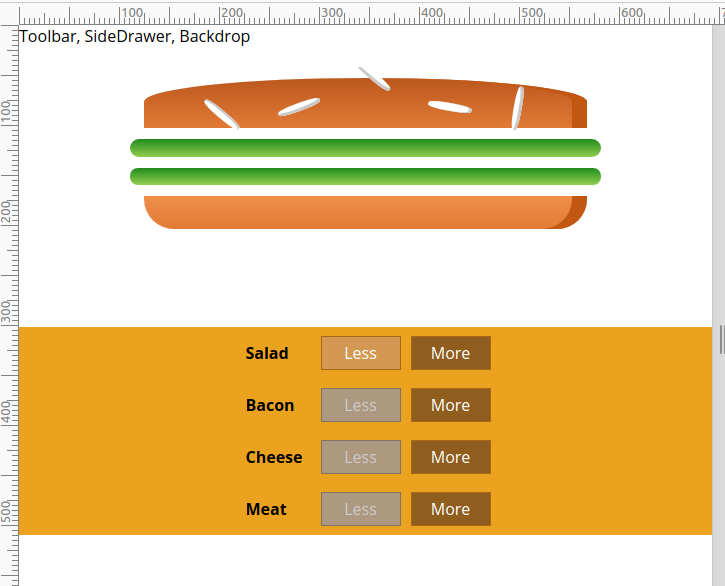 100 200 300 400 500 600
Toolbar, SideDrawer, Backdrop
100
200
300
Salad Less More
400
Bacon Less More
Cheese Less More
500
Meat Less More